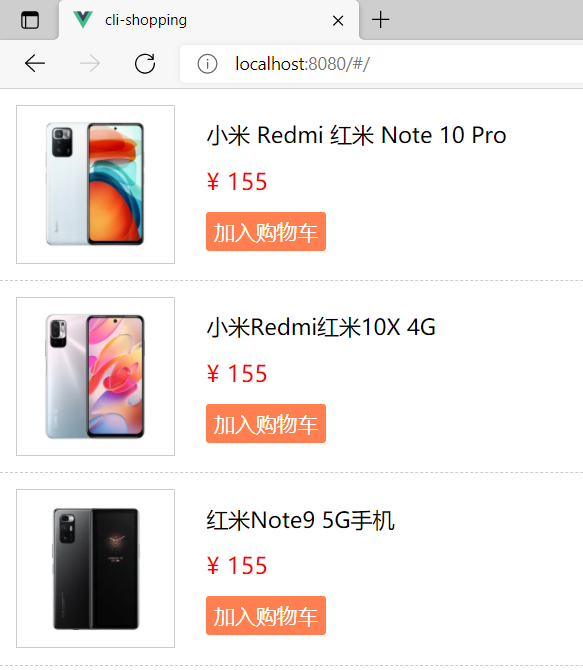 cli-shopping
localhost:8080/#/
小米 Redmi 红米 Note 10 Pro
¥ 155
加入购物车
小米Redmi红米10X 4G
¥ 155
加入购物车
红米Note9 5G手机
¥ 155
加入购物车